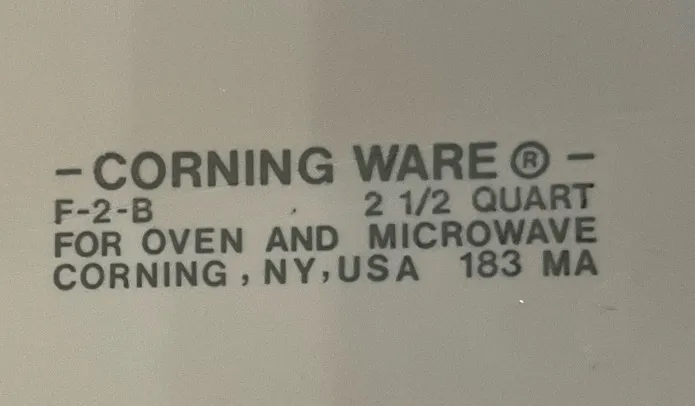 - CORNING WARE ® -
F-2-B 2 1/2 QUART
FOR OVEN AND MICROWAVE
CORNING, NY, USA 183 MA